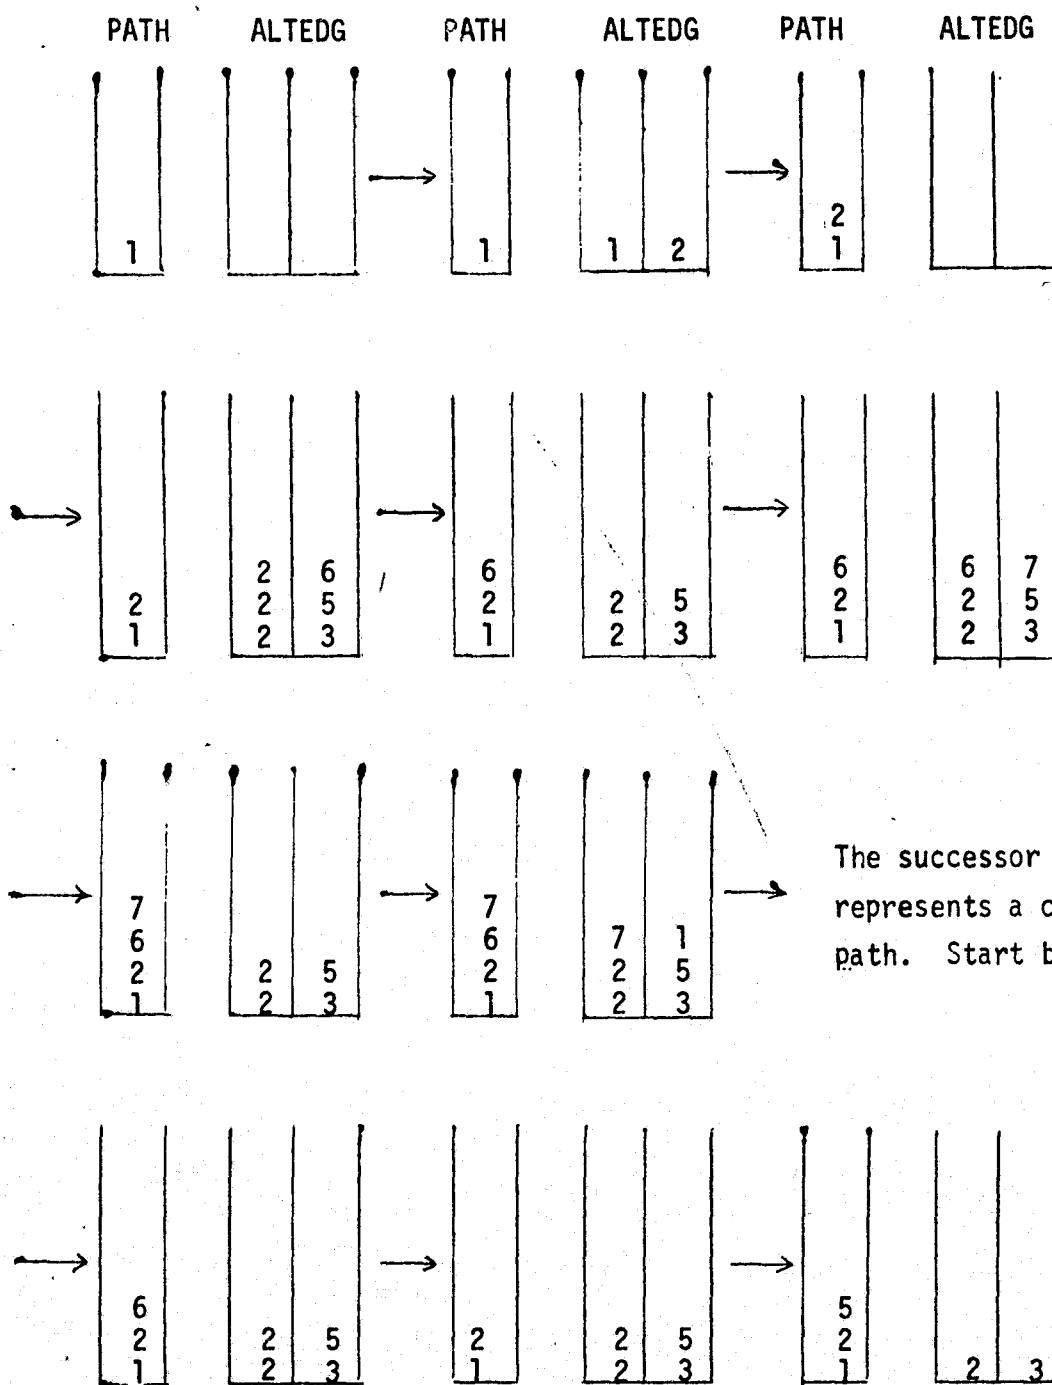 PATH ALTEDG PATH ALTEDG PATH ALTEDG
2
1 1 1 2 1
2 6 6 6 7
2 2 5 2 2 5 2 2 5
1 2 3 1 2 3 1 2 3
7 7
6 6 7 1
2 2 5 2 2 5
1 2 3 1 2 3
The successor
represents a
path. Start
6 5
2 2 5 2 2 5 2
1 2 3 1 2 3 1 2 3